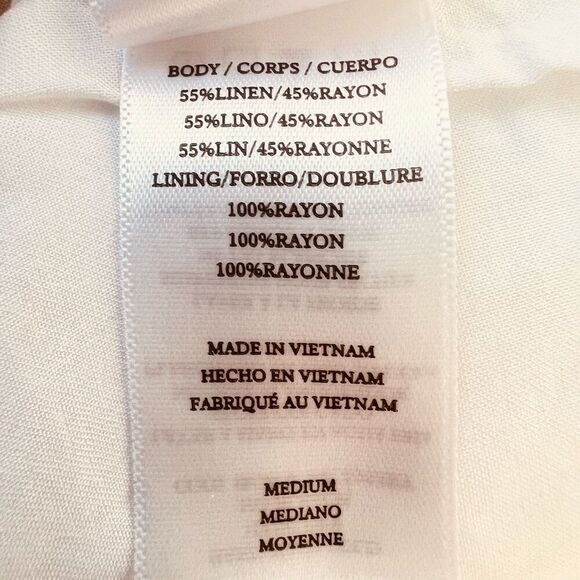 BODY / CORPS / CUERPO
55%LINEN/45%RAYON
55%LINO/45%RAYON
55%LIN/45%RAYONNE
LINING/FORRO/DOUBLURE
100%RAYON
100%RAYON
100%RAYONNE
MADE IN VIETNAM
HECHO EN VIETNAM
FABRIQUÉ AU VIETNAM
MEDIUM
MEDIANO
MOYENNE